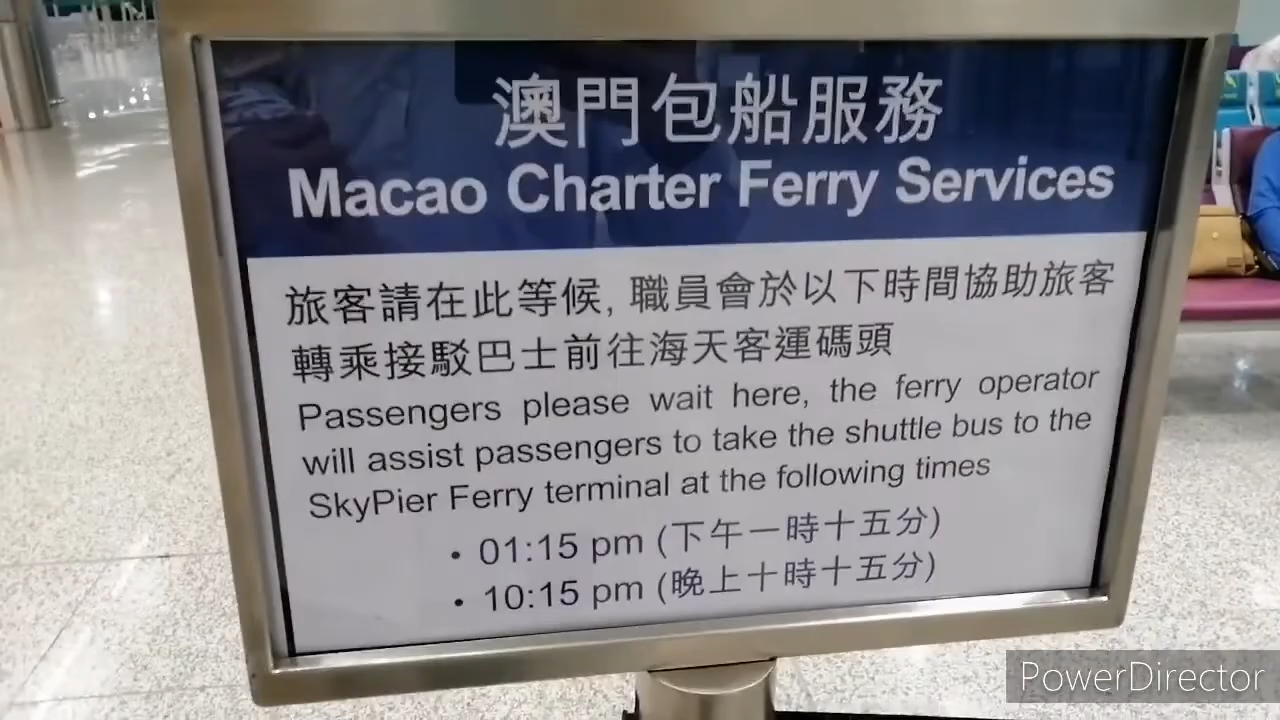 澳門包船服務
Macao Charter Ferry Services
旅客請在此等候, 職員會於以下時間協助旅客
轉乘接駁巴士前往海天客運碼頭
Passengers please wait here, the ferry operator
will assist passengers to take the shuttle bus to the
SkyPier Ferry terminal at the following times
• 01:15 pm (下午一時十五分)
• 10:15 pm (晚上十時十五分)
PowerDirector